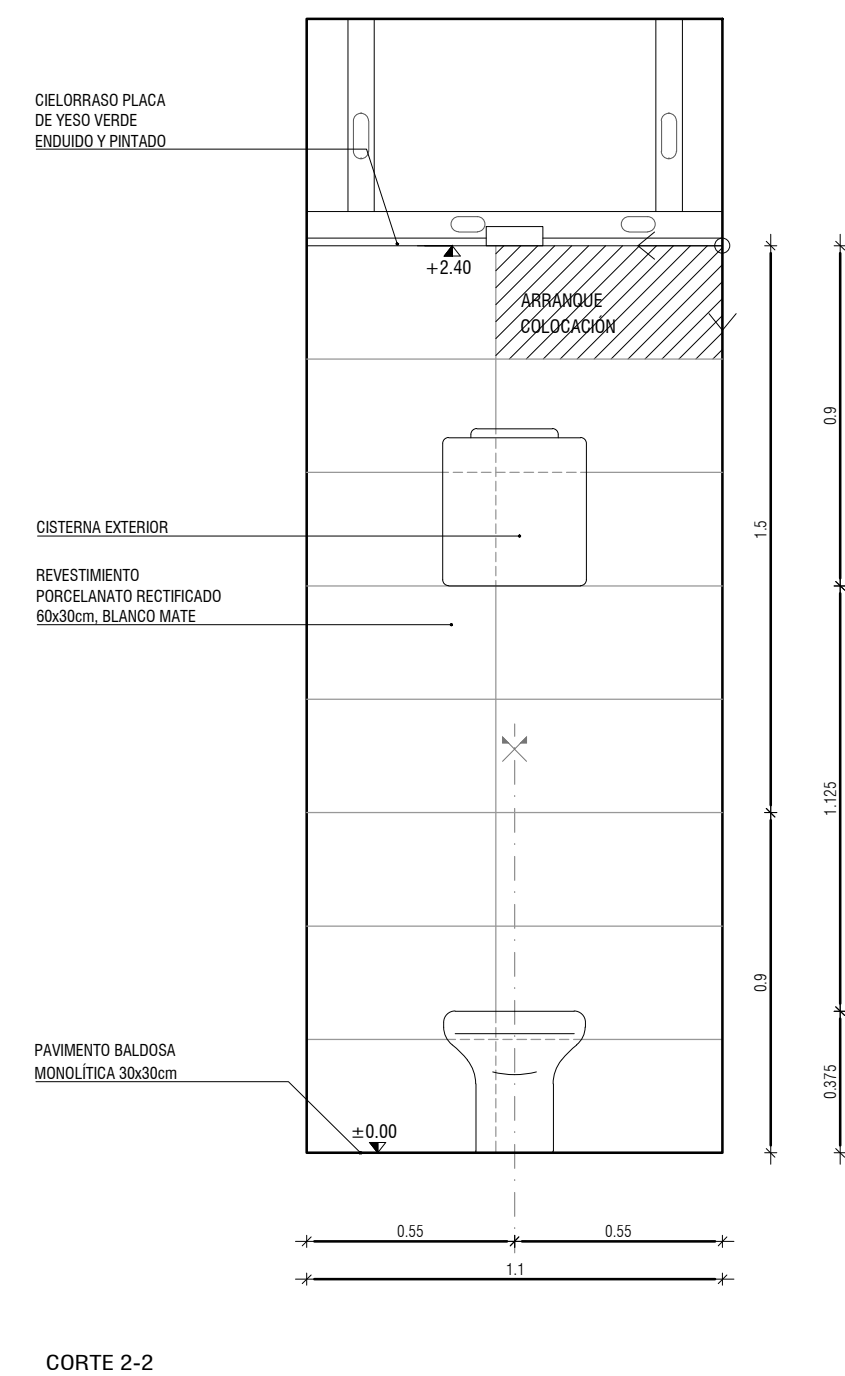 CIELORRASO PLACA
DE YESO VERDE
ENDUIDO Y PINTADO
+2.40
ARRANQUE
COLOCACIÓN
0.9
1.5
CISTERNA EXTERIOR
REVESTIMIENTO
PORCELANATO RECTIFICADO
60x30cm, BLANCO MATE
1.125
0.9
PAVIMENTO BALDOSA
MONOLÍTICA 30x30cm
0.375
±0.00
0.55
0.55
1.1
CORTE 2-2